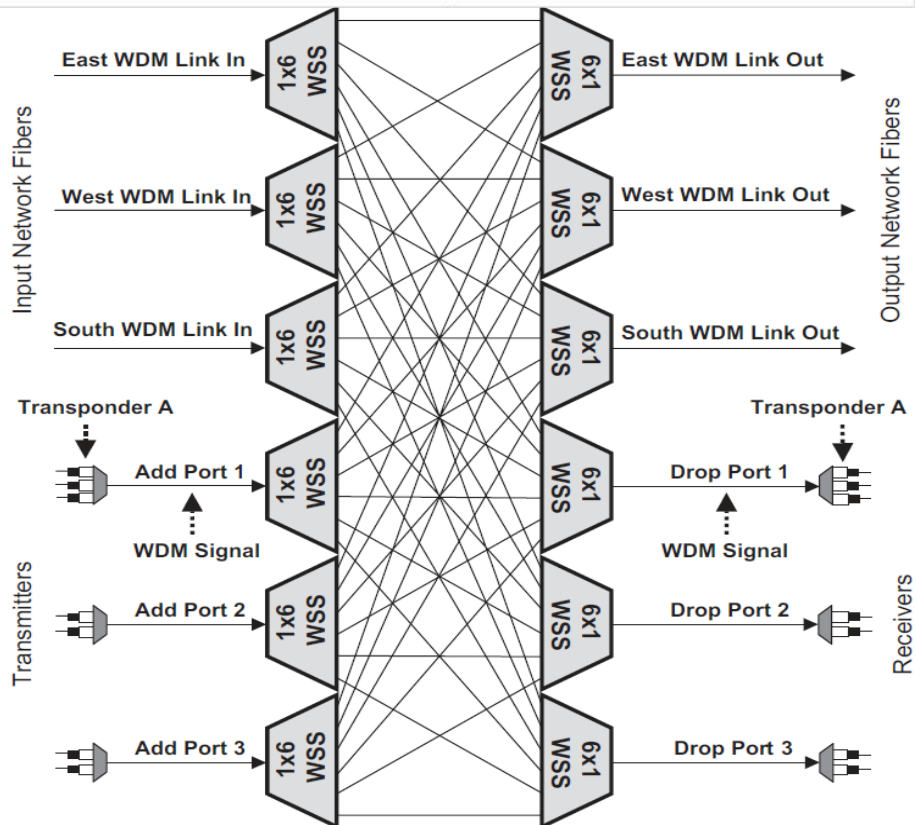 East WDM Link In
1x6
WSS
6x1
WSS
East WDM Link Out
Input Network Fibers
Output Network Fibers
West WDM Link In
1x6
WSS
6x1
WSS
West WDM Link Out
South WDM Link In
1x6
WSS
6x1
WSS
South WDM Link Out
Transponder A
Transponder A
Add Port 1
1x6
WSS
6x1
WSS
Drop Port 1
WDM Signal
WDM Signal
Transmitters
Receivers
Add Port 2
1x6
WSS
6x1
WSS
Drop Port 2
Add Port 3
1x6
WSS
6x1
WSS
Drop Port 3